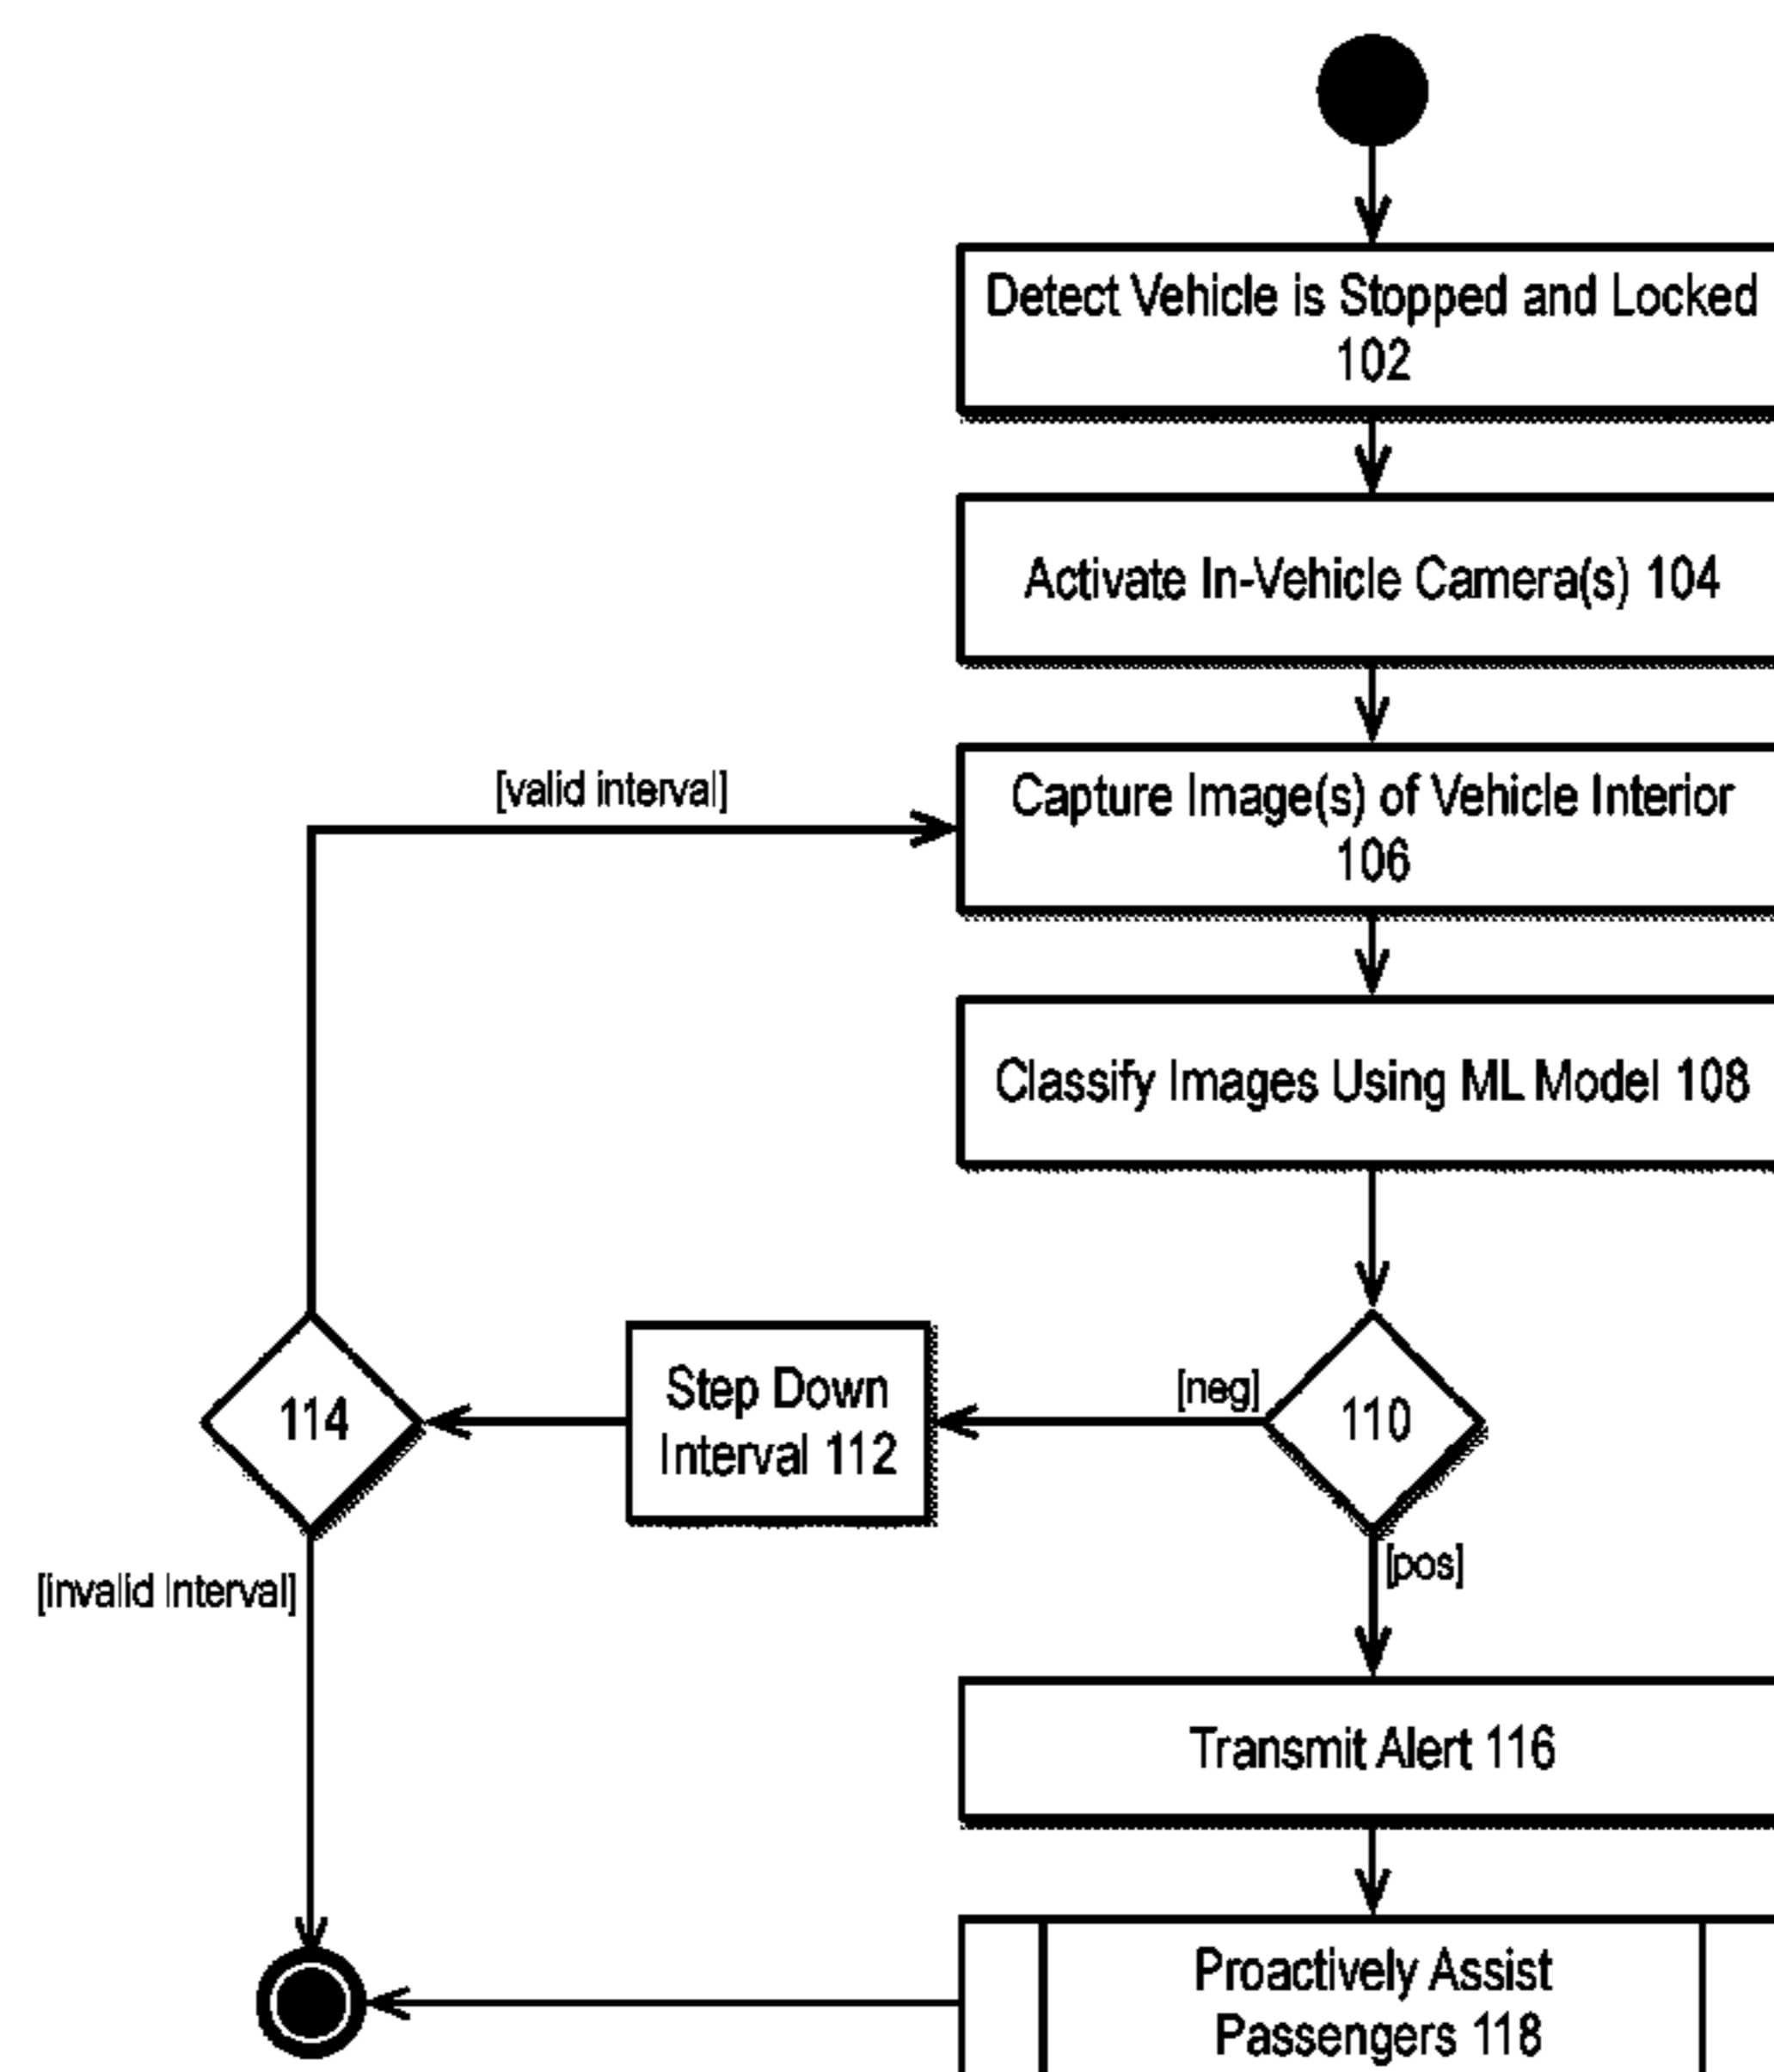 Detect Vehicle is Stopped and Locked
102
Activate In-Vehicle Camera(s) 104
[valid interval]
Capture Image(s) of Vehicle Interior
106
Classify Images Using ML Model 108
114
Step Down
Interval 112
[neg]
110
[invalid Interval]
[pos]
Transmit Alert 116
Proactively Assist
Passengers 118